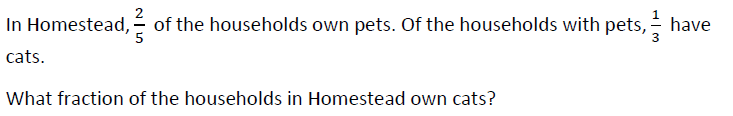 In Homestead, 2/5 of the households own pets. Of the households with pets, 1/3 have
cats.
What fraction of the households in Homestead own cats?